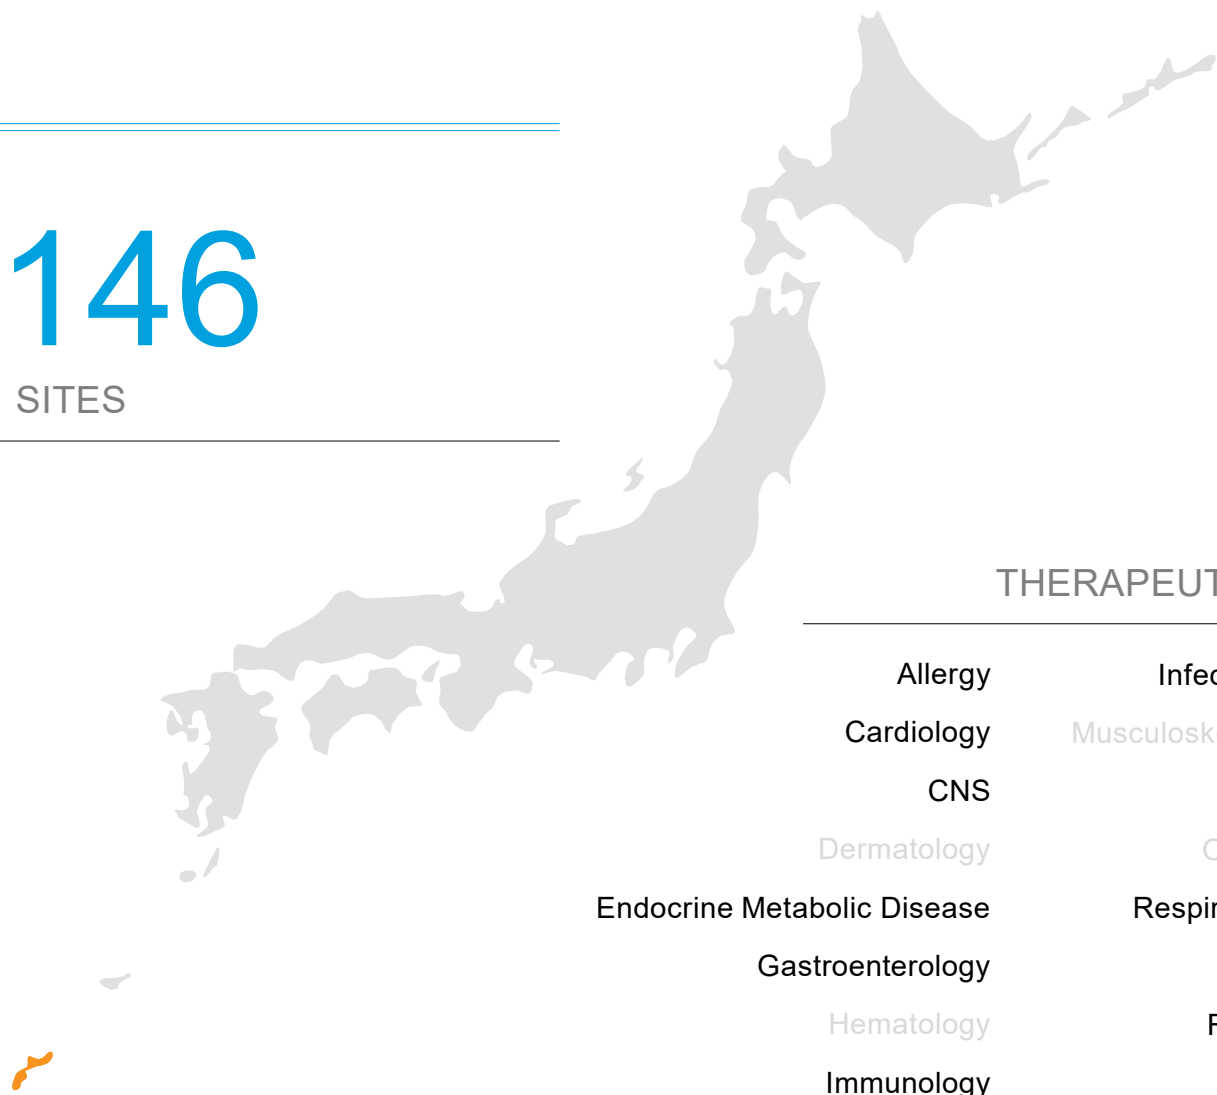 146
SITES
THERAPEUT
Allergy
Infec
Cardiology
Musculosk
CNS
Dermatology
Endocrine Metabolic Disease
Respir
Gastroenterology
Hematology
Immunology